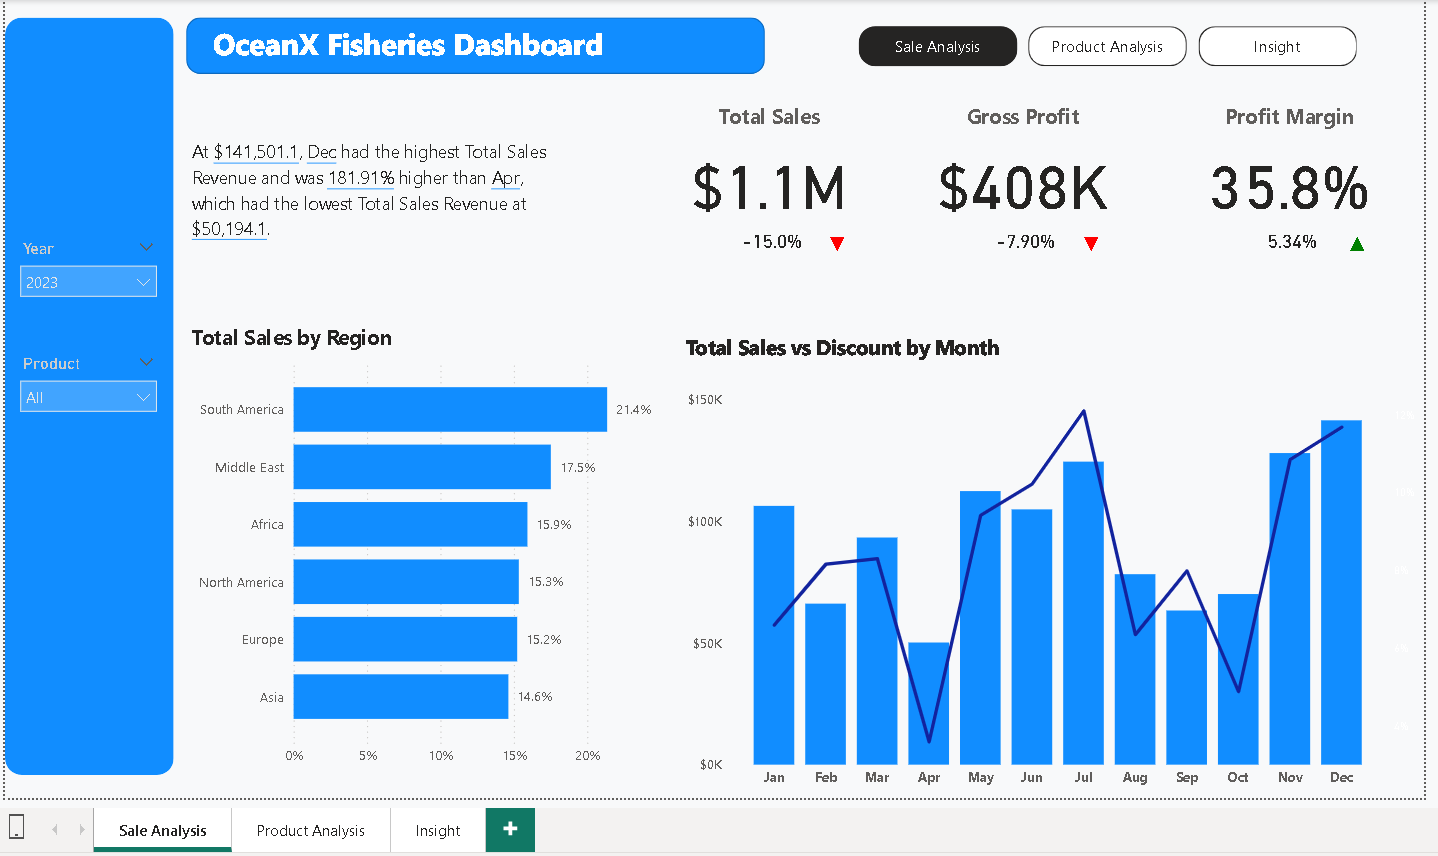 OceanX Fisheries Dashboard
Sale Analysis
Product Analysis
Insight
At $141,501.1, Dec had the highest Total Sales
Revenue and was 181.91% higher than Apr,
which had the lowest Total Sales Revenue at
$50,194.1.
Total Sales
$1.1M
-15.0%
Gross Profit
$408K
-7.90%
Profit Margin
35.8%
5.34%
Year
2023
Product
All
Total Sales by Region
South America
21.4%
Middle East
17.5%
Africa
15.9%
North America
15.3%
Europe
15.2%
Asia
14.6%
0% 5% 10% 15% 20%
Total Sales vs Discount by Month
$150K
$100K
$50K
$0K
Jan Feb Mar Apr May Jun Jul Aug Sep Oct Nov Dec
Sale Analysis Product Analysis Insight